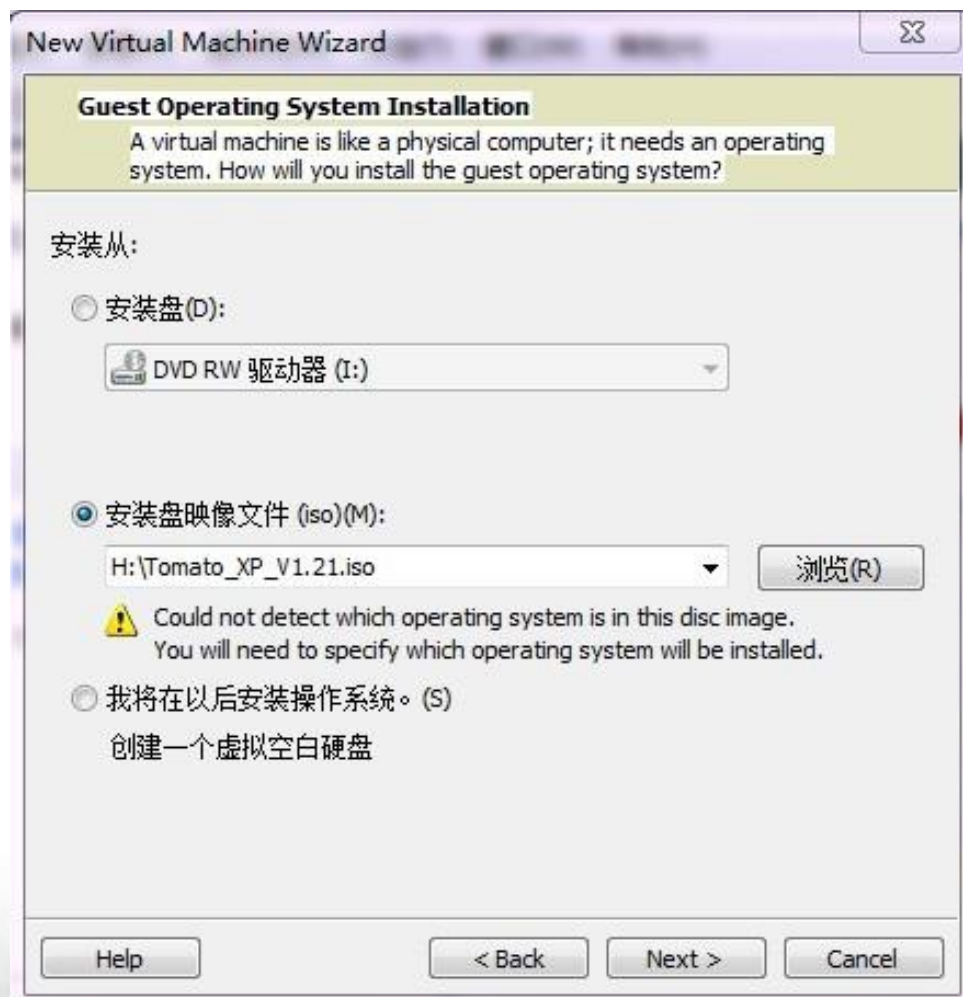 New Virtual Machine Wizard
Guest Operating System Installation
A virtual machine is like a physical computer; it needs an operating
system. How will you install the guest operating system?
安装从:
安装盘(D):
DVD RW 驱动器 (I:)
安装盘映像文件 (iso)(M):
H:\Tomato_XP_V1.21.iso
浏览(R)
Could not detect which operating system is in this disc image.
You will need to specify which operating system will be installed.
我将在以后安装操作系统。(S)
创建一个虚拟空白硬盘
Help
< Back
Next >
Cancel